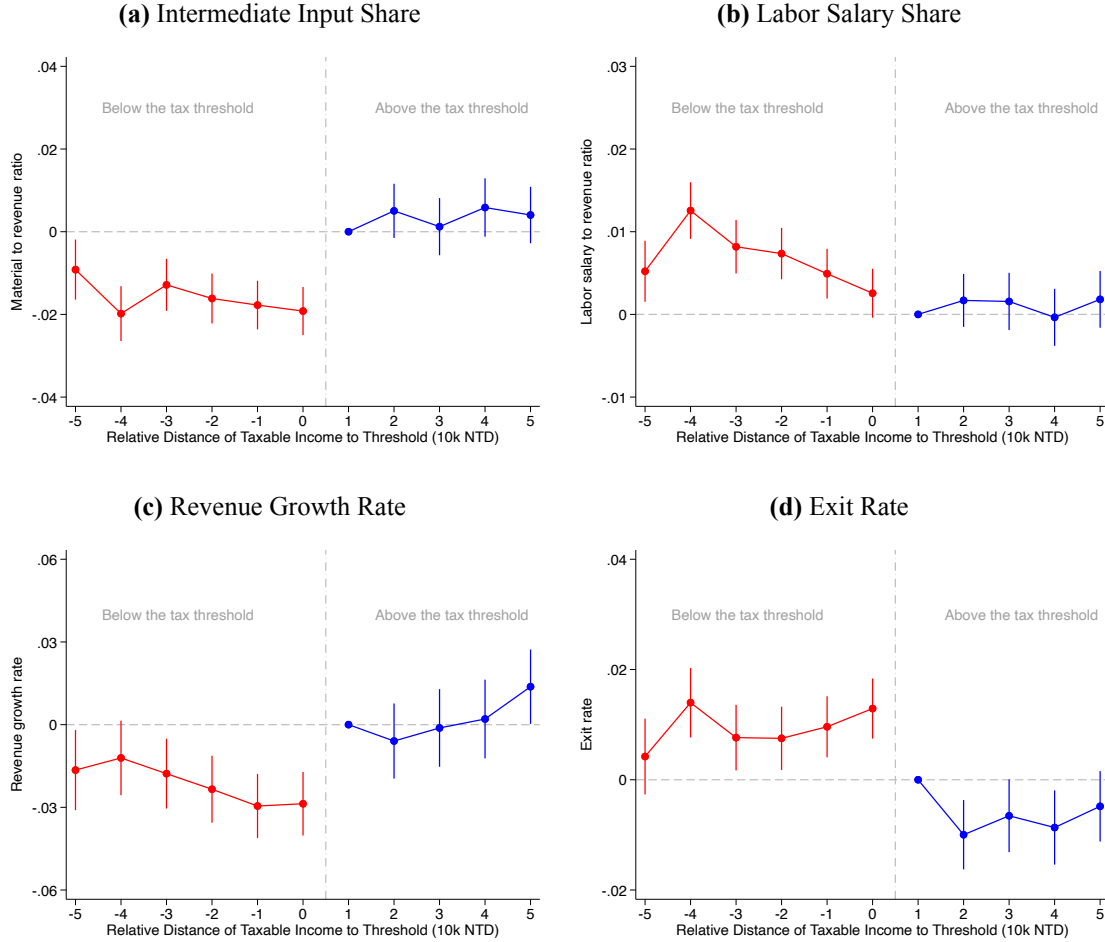 (a) Intermediate Input Share
.04
.02
0
-.02
-.04
Material to revenue ratio
Below the tax threshold
Above the tax threshold
-5 -4 -3 -2 -1 0 1 2 3 4 5
Relative Distance of Taxable Income to Threshold (10k NTD)
(b) Labor Salary Share
.03
.02
.01
0
-.01
Labor salary to revenue ratio
Below the tax threshold
Above the tax threshold
-5 -4 -3 -2 -1 0 1 2 3 4 5
Relative Distance of Taxable Income to Threshold (10k NTD)
(c) Revenue Growth Rate
.06
.03
0
-.03
-.06
Revenue growth rate
Below the tax threshold
Above the tax threshold
-5 -4 -3 -2 -1 0 1 2 3 4 5
Relative Distance of Taxable Income to Threshold (10k NTD)
(d) Exit Rate
.04
.02
0
-.02
Exit rate
Below the tax threshold
Above the tax threshold
-5 -4 -3 -2 -1 0 1 2 3 4 5
Relative Distance of Taxable Income to Threshold (10k NTD)